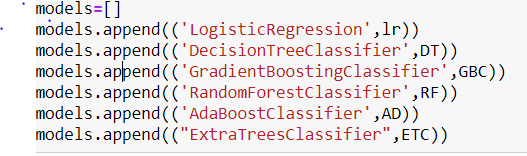 models=[]
models.append(('LogisticRegression',lr))
models.append(('DecisionTreeClassifier',DT))
models.append(('GradientBoostingClassifier',GBC))
models.append(('RandomForestClassifier',RF))
models.append(('AdaBoostClassifier',AD))
models.append(("ExtraTreesClassifier",ETC))